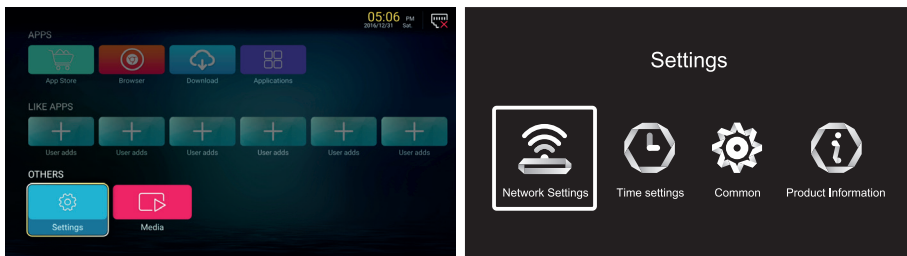 05:06 PM
2016/12/31 Sat.
APPS
App Store Browser Download Applications
LIKE APPS
User adds User adds User adds User adds User adds User adds
OTHERS
Settings Media
Settings
Network Settings Time settings Common Product Information